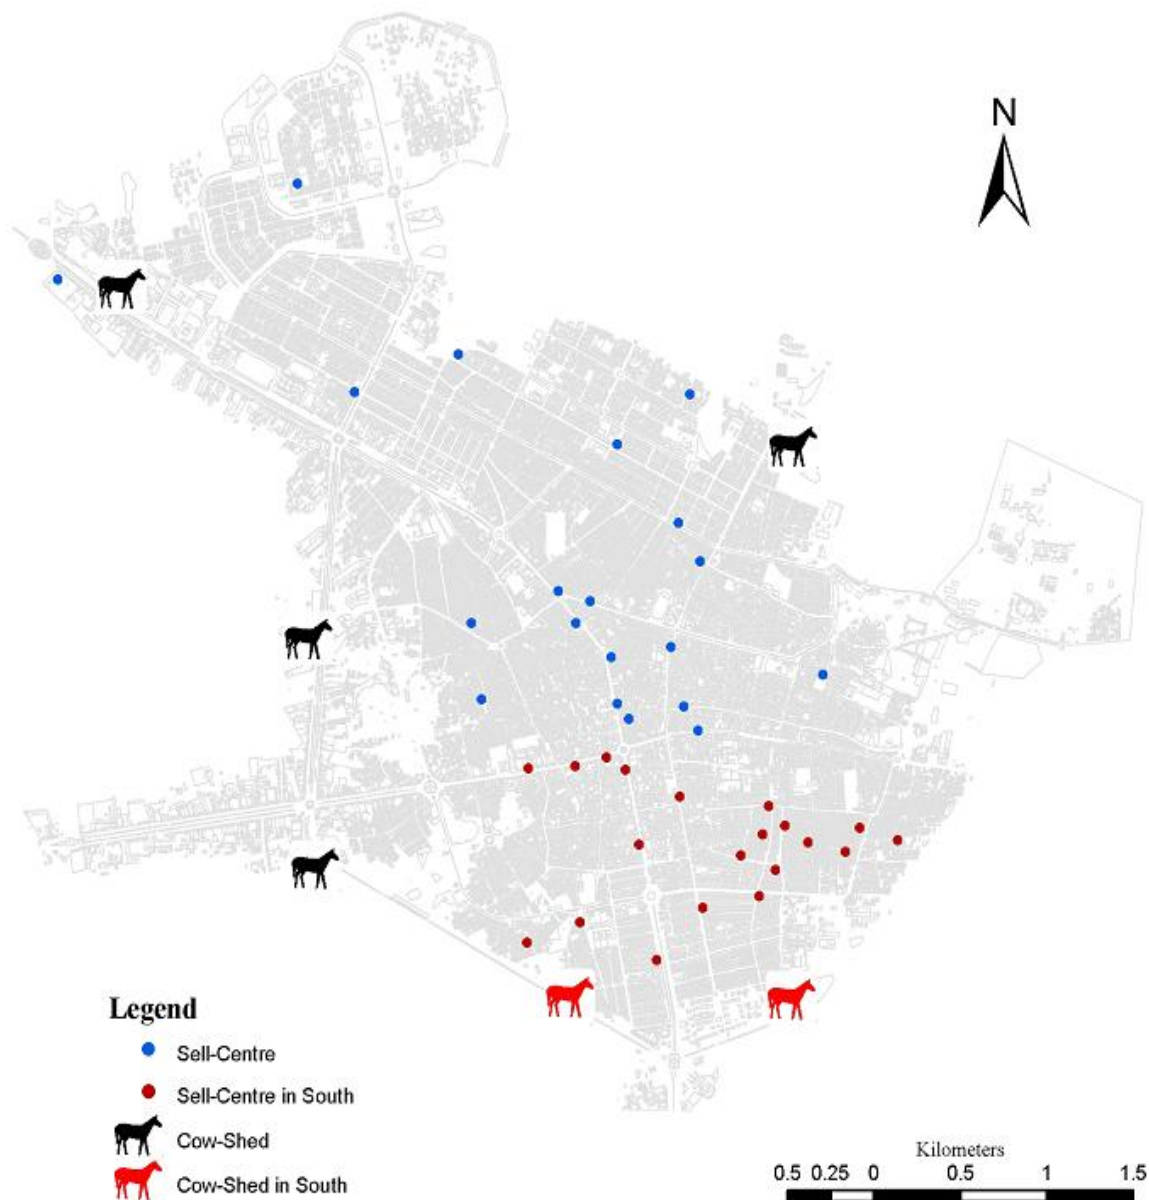 N
Legend
Sell-Centre
Sell-Centre in South
Cow-Shed
Cow-Shed in South
Kilometers
0.5 0.25 0 0.5 1 1.5